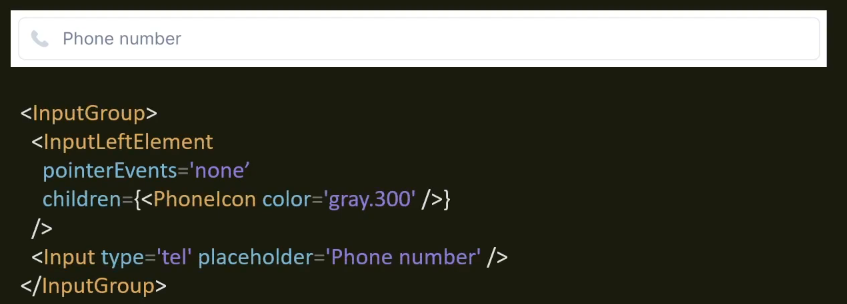 Phone number
<InputGroup>
<InputLeftElement
pointerEvents='none’
children={<PhoneIcon color='gray.300' />}
/>
<Input type='tel' placeholder='Phone number' />
</InputGroup>